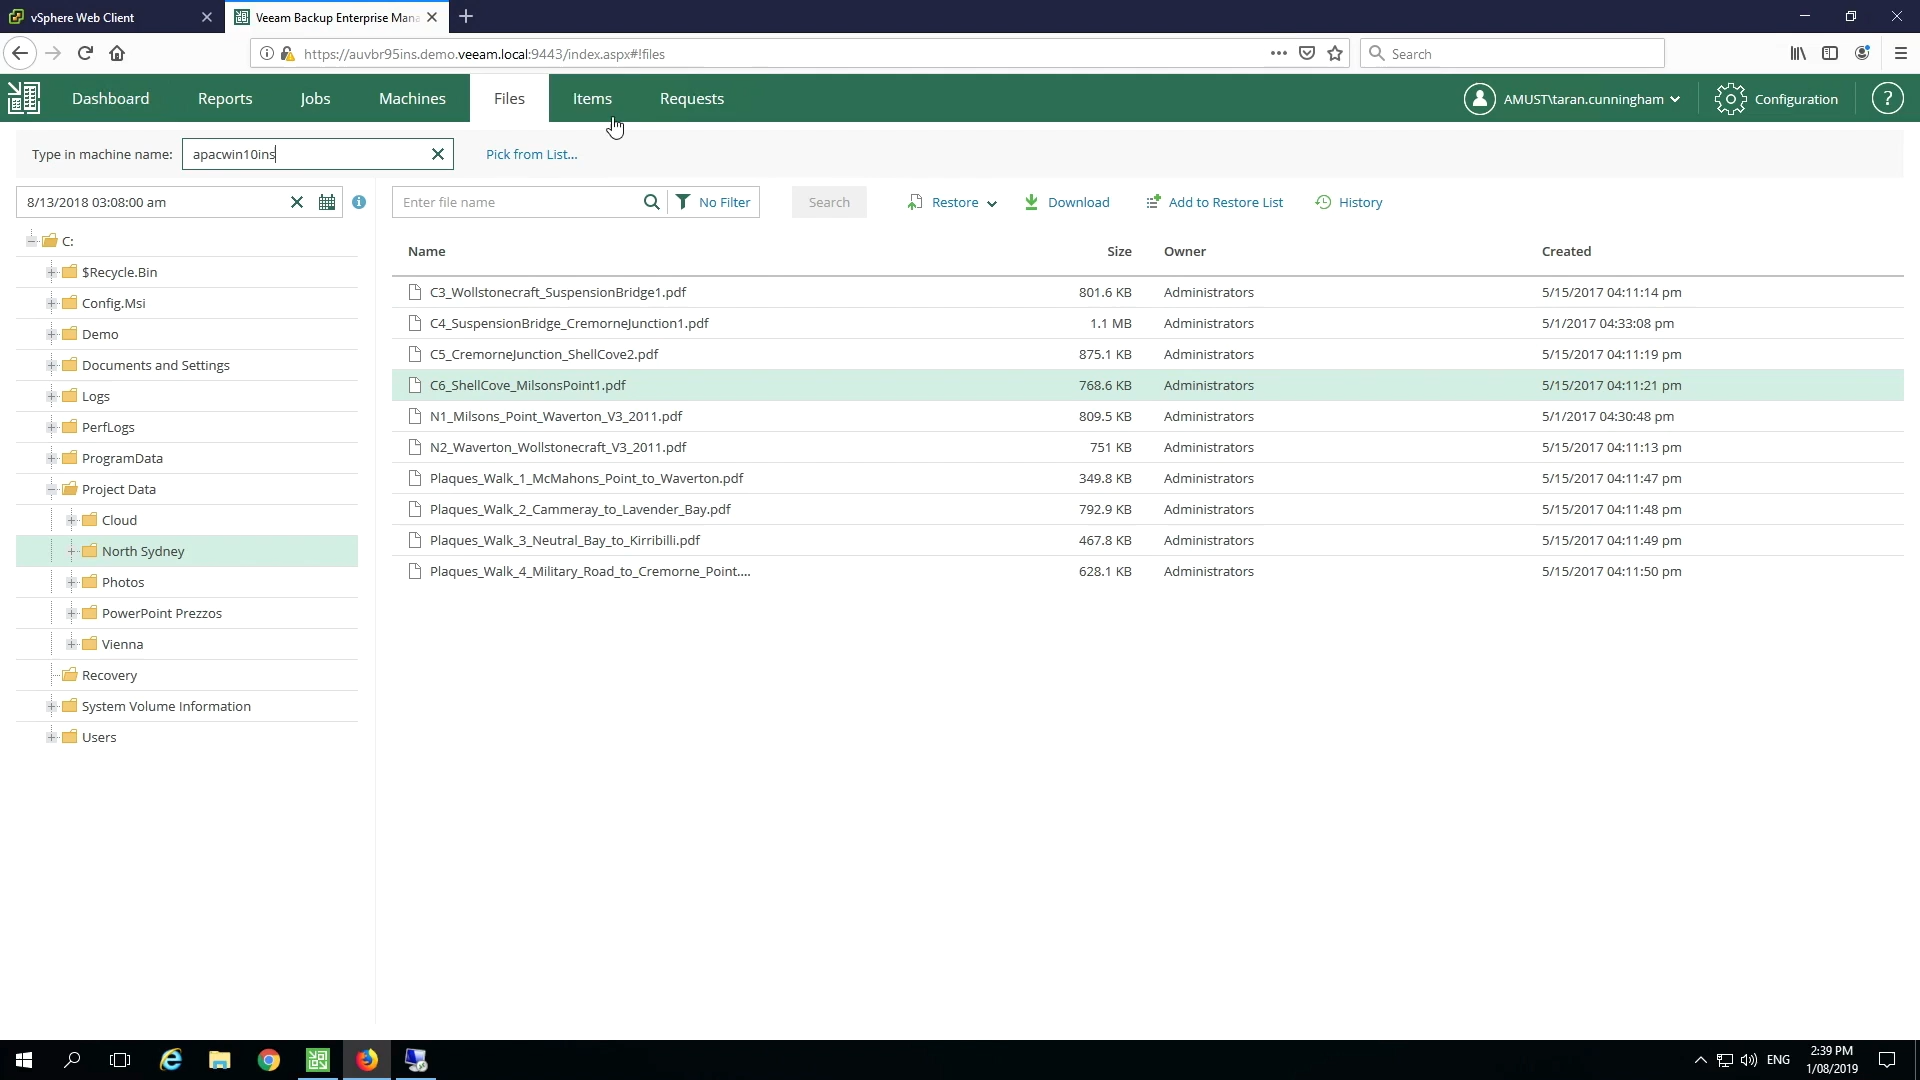 vSphere Web Client
Veeam Backup Enterprise Mana
https://auvbr95ins.demo.veeam.local:9443/index.aspx#!files
Search
Dashboard
Reports
Jobs
Machines
Files
Items
Requests
AMUST\taran.cunningham
Configuration
?
Type in machine name:
apacwin10ins
Pick from List...
8/13/2018 03:08:00 am
Enter file name
No Filter
Search
Restore
Download
Add to Restore List
History
C:
$Recycle.Bin
Config.Msi
Demo
Documents and Settings
Logs
PerfLogs
ProgramData
Project Data
Cloud
North Sydney
Photos
PowerPoint Prezzos
Vienna
Recovery
System Volume Information
Users
Name Size Owner Created
C3_Wollstonecraft_SuspensionBridge1.pdf 801.6 KB Administrators 5/15/2017 04:11:14 pm
C4_SuspensionBridge_CremorneJunction1.pdf 1.1 MB Administrators 5/1/2017 04:33:08 pm
C5_CremorneJunction_ShellCove2.pdf 875.1 KB Administrators 5/15/2017 04:11:19 pm
C6_ShellCove_MilsonsPoint1.pdf 768.6 KB Administrators 5/15/2017 04:11:21 pm
N1_Milsons_Point_Waverton_V3_2011.pdf 809.5 KB Administrators 5/1/2017 04:30:48 pm
N2_Waverton_Wollstonecraft_V3_2011.pdf 751 KB Administrators 5/15/2017 04:11:13 pm
Plaques_Walk_1_McMahons_Point_to_Waverton.pdf 349.8 KB Administrators 5/15/2017 04:11:47 pm
Plaques_Walk_2_Cammeray_to_Lavender_Bay.pdf 792.9 KB Administrators 5/15/2017 04:11:48 pm
Plaques_Walk_3_Neutral_Bay_to_Kirribilli.pdf 467.8 KB Administrators 5/15/2017 04:11:49 pm
Plaques_Walk_4_Military_Road_to_Cremorne_Point.... 628.1 KB Administrators 5/15/2017 04:11:50 pm
ENG
2:39 PM
1/08/2019